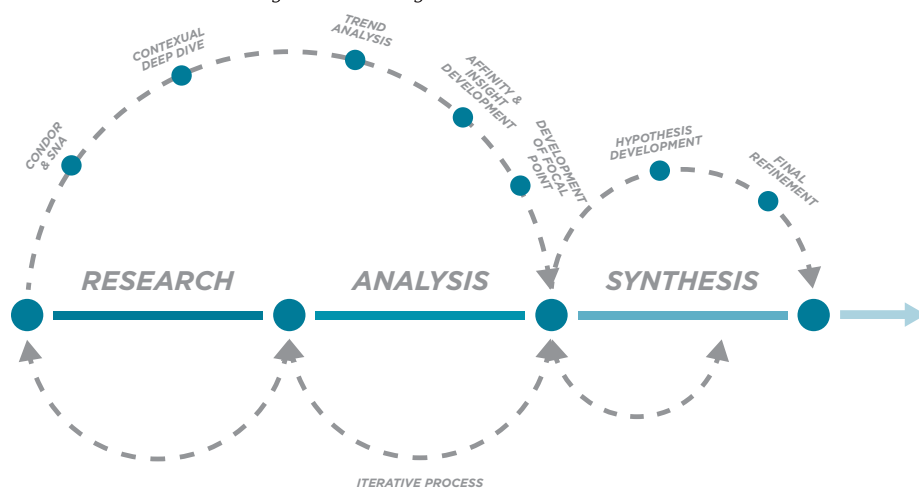 CONDOR
& SNA
CONTEXUAL
DEEP DIVE
TREND
ANALYSIS
AFFINITY &
INSIGHT
DEVELOPMENT
DEVELOPMENT
OF FOCAL
POINT
HYPOTHESIS
DEVELOPMENT
FINAL
REFINEMENT
RESEARCH
ANALYSIS
SYNTHESIS
ITERATIVE PROCESS